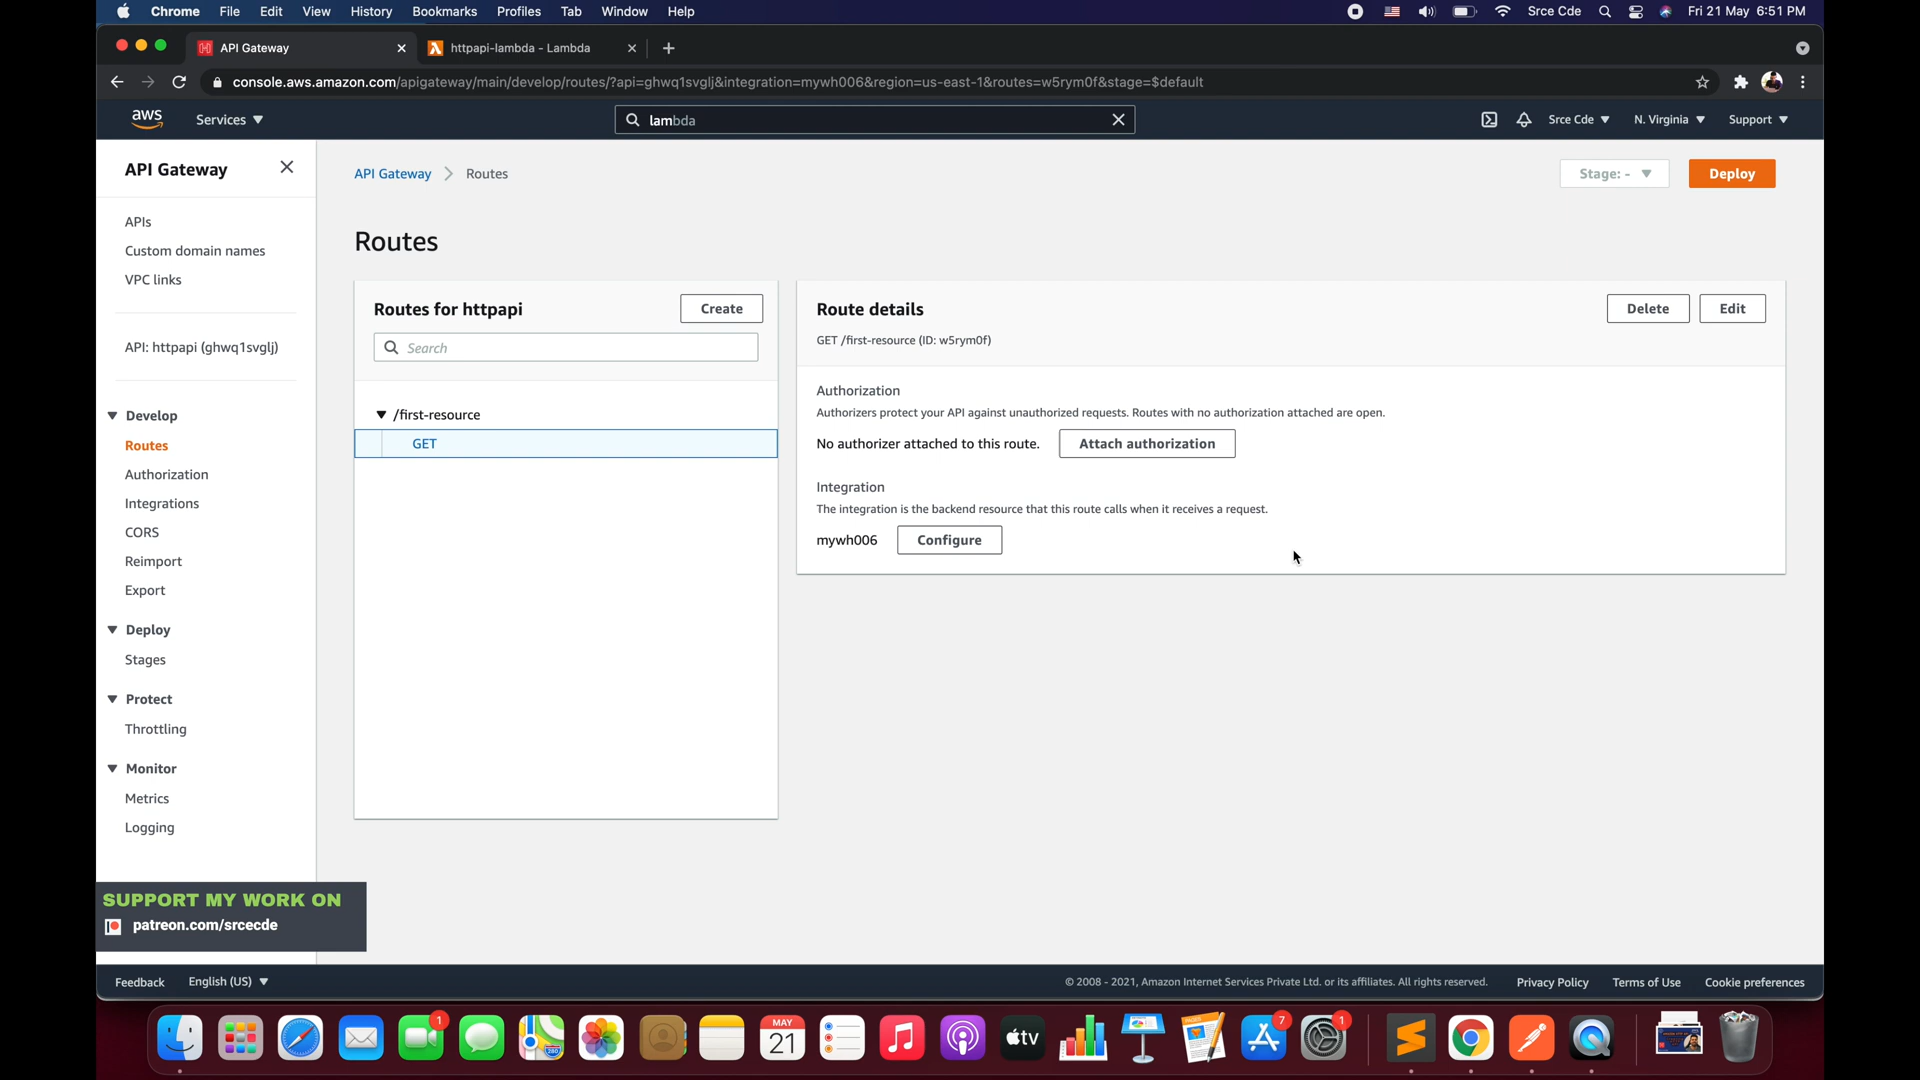 Chrome File Edit View History Bookmarks Profiles Tab Window Help Srce Cde Fri 21 May 6:51 PM
API Gateway httpapi-lambda - Lambda
console.aws.amazon.com/apigateway/main/develop/routes/?api=ghwq1svglj&integration=mywh006&region=us-east-1&routes=w5rym0f&stage=$default
aws Services lambda Srce Cde N. Virginia Support
API Gateway
APIs
Custom domain names
VPC links
API: httpapi (ghwq1svglj)
Develop
Routes
Authorization
Integrations
CORS
Reimport
Export
Deploy
Stages
Protect
Throttling
Monitor
Metrics
Logging
API Gateway Routes
Stage: - Deploy
Routes
Routes for httpapi Create
Search
/first-resource
GET
Route details Delete Edit
GET /first-resource (ID: w5rym0f)
Authorization
Authorizers protect your API against unauthorized requests. Routes with no authorization attached are open.
No authorizer attached to this route. Attach authorization
Integration
The integration is the backend resource that this route calls when it receives a request.
mywh006 Configure
SUPPORT MY WORK ON
patreon.com/srcecde
Feedback English (US) © 2008 - 2021, Amazon Internet Services Private Ltd. or its affiliates. All rights reserved. Privacy Policy Terms of Use Cookie preferences
1 MAY 21 tv 7 1
280